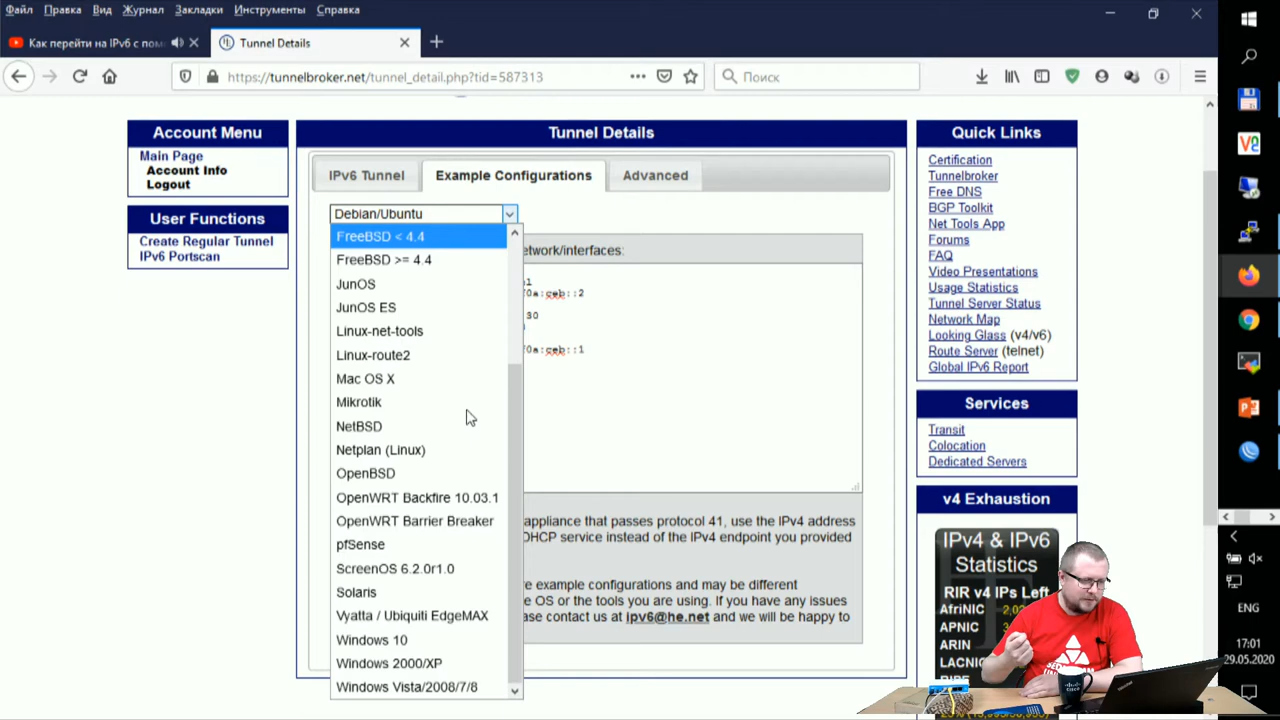 Файл Правка Вид Журнал Закладки Инструменты Справка
Как перейти на IPv6 с пом
Tunnel Details
https://tunnelbroker.net/tunnel_detail.php?tid=587313
Поиск
Account Menu
Main Page
Account Info
Logout
User Functions
Create Regular Tunnel
IPv6 Portscan
Tunnel Details
IPv6 Tunnel
Example Configurations
Advanced
Debian/Ubuntu
FreeBSD < 4.4
FreeBSD >= 4.4
JunOS
JunOS ES
Linux-net-tools
Linux-route2
Mac OS X
Mikrotik
NetBSD
Netplan (Linux)
OpenBSD
OpenWRT Backfire 10.03.1
OpenWRT Barrier Breaker
pfSense
ScreenOS 6.2.0r1.0
Solaris
Vyatta / Ubiquiti EdgeMAX
Windows 10
Windows 2000/XP
Windows Vista/2008/7/8
network/interfaces:
f0a:ceb::2
30
f0a:ceb::1
appliance that passes protocol 41, use the IPv4 address
DHCP service instead of the IPv4 endpoint you provided
re example configurations and may be different
e OS or the tools you are using. If you have any issues
ase contact us at ipv6@he.net and we will be happy to
Quick Links
Certification
Tunnelbroker
Free DNS
BGP Toolkit
Net Tools App
Forums
FAQ
Video Presentations
Usage Statistics
Tunnel Server Status
Network Map
Looking Glass (v4/v6)
Route Server (telnet)
Global IPv6 Report
Services
Transit
Colocation
Dedicated Servers
v4 Exhaustion
IPv4 & IPv6
Statistics
RIR v4 IPs Left
AfriNIC
APNIC
ARIN
LACNIC
ENG
17:01
29.05.2020
cisco